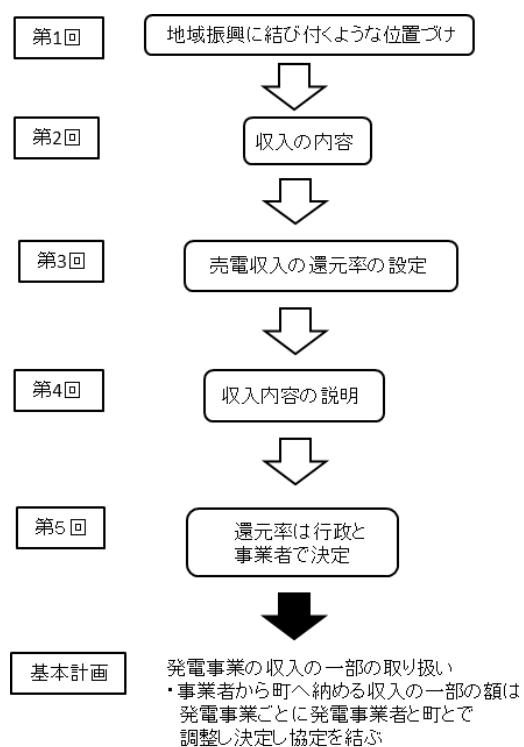 第1回
地域振興に結び付くような位置づけ
第2回
収入の内容
第3回
売電収入の還元率の設定
第4回
収入内容の説明
第5回
還元率は行政と
事業者で決定
基本計画
発電事業の収入の一部の取り扱い
・事業者から町へ納める収入の一部の額は
発電事業ごとに発電事業者と町とで
調整し決定し協定を結ぶ